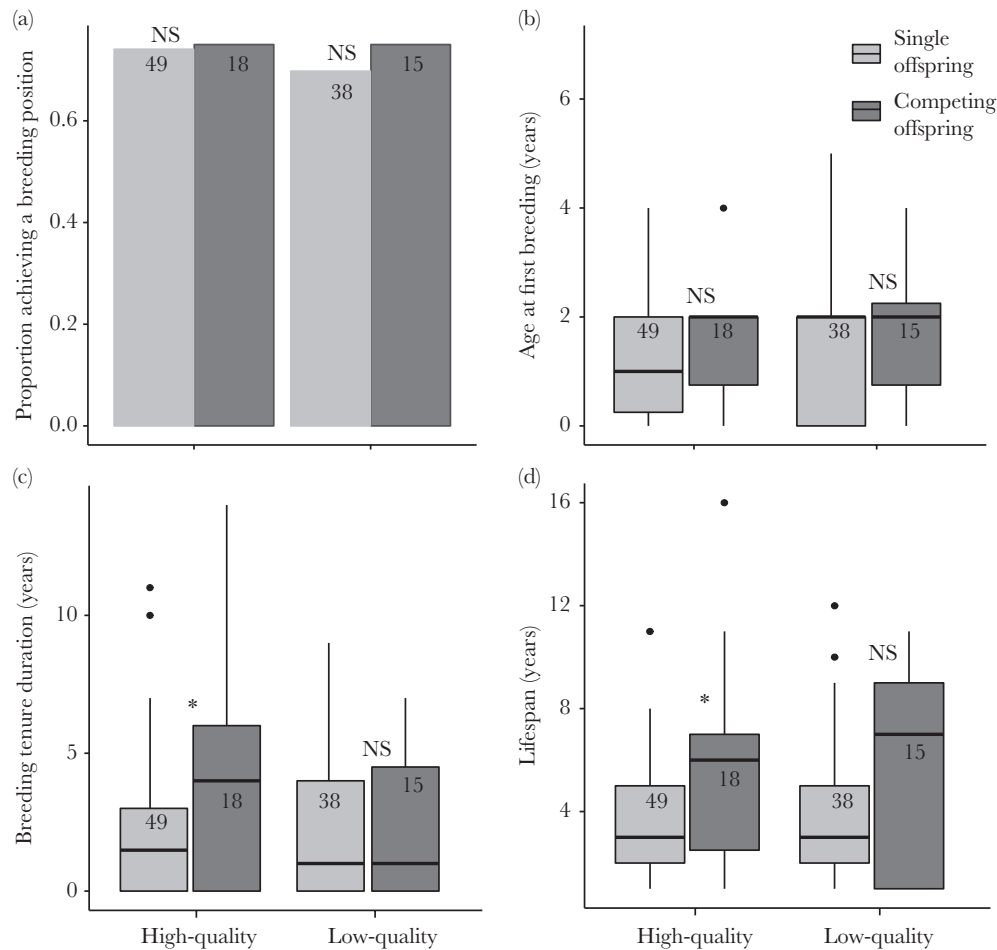 (a)
Proportion achieving a breeding position
0.6
0.4
0.2
0.0
NS
49
18
NS
38
15
(b)
Age at first breeding (years)
6
4
2
0
Single
offspring
Competing
offspring
NS
49
18
NS
38
15
(c)
Breeding tenure duration (years)
10
5
0
*
49
18
NS
38
15
High-quality
Low-quality
(d)
Lifespan (years)
16
12
8
4
*
49
18
NS
38
15
High-quality
Low-quality